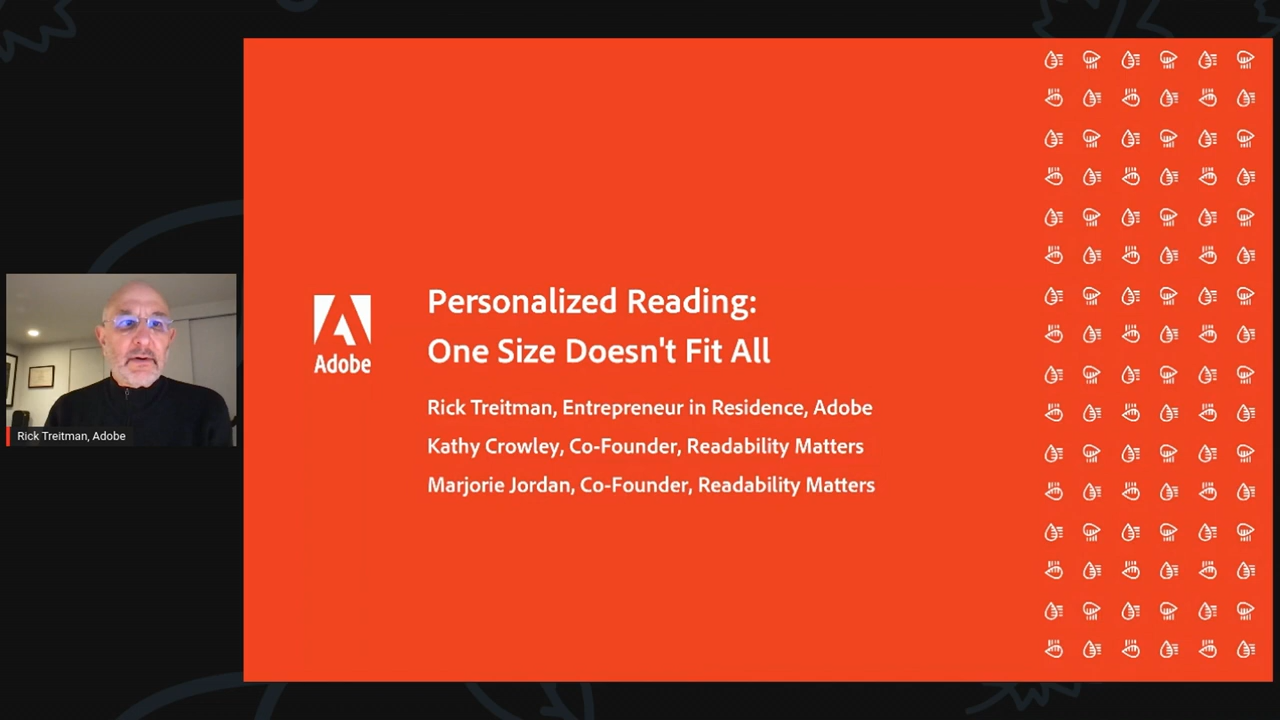 Personalized Reading:
One Size Doesn't Fit All
Adobe
Rick Treitman, Entrepreneur in Residence, Adobe
Kathy Crowley, Co-Founder, Readability Matters
Marjorie Jordan, Co-Founder, Readability Matters
Rick Treitman, Adobe